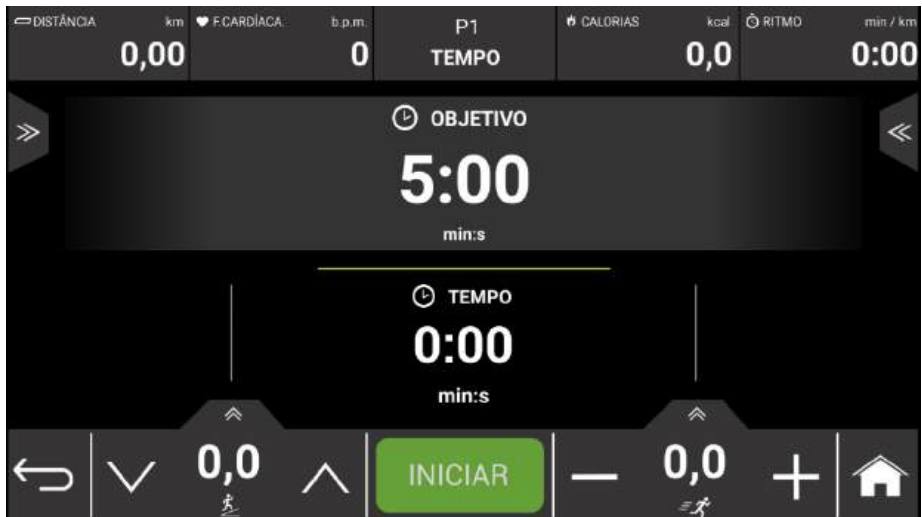 DISTÂNCIA km
0,00
F.CARDÍACA. b.p.m.
0
P1
TEMPO
CALORIAS kcal
0,0
RITMO min / km
0:00
OBJETIVO
5:00
min:s
TEMPO
0:00
min:s
0,0
INICIAR
0,0